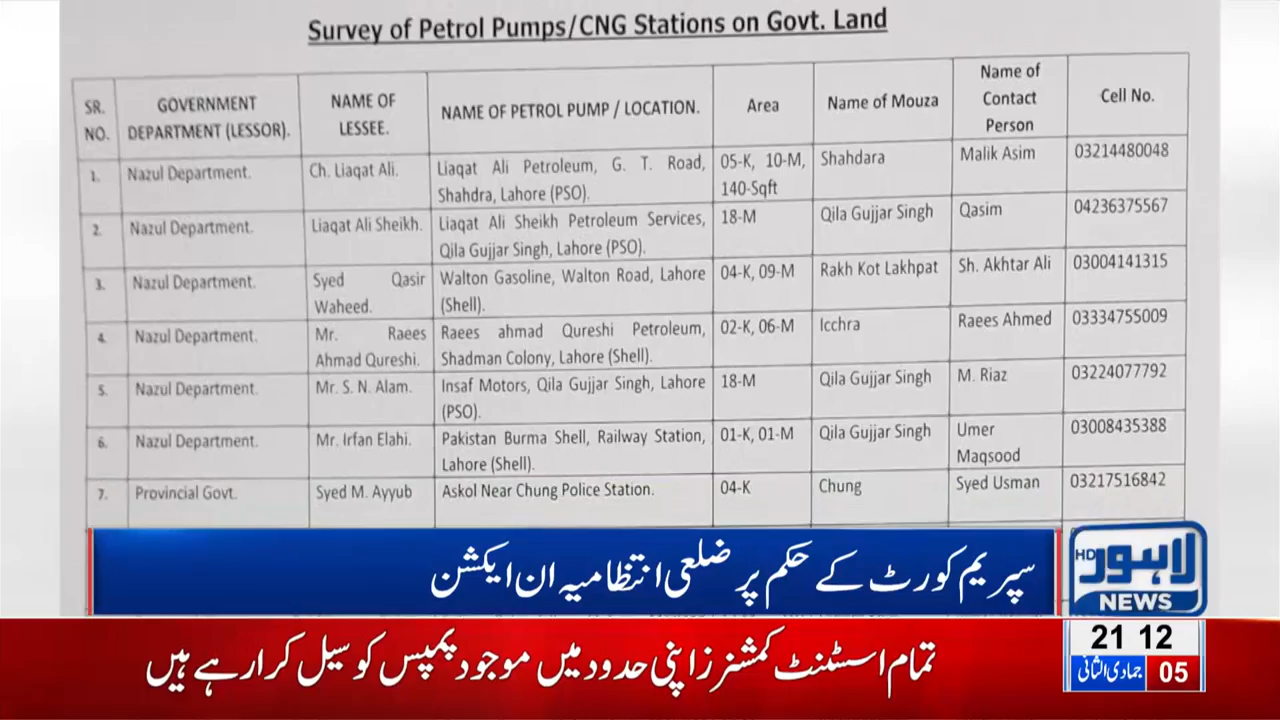 Survey of Petrol Pumps/CNG Stations on Govt. Land
SR. NO. GOVERNMENT DEPARTMENT (LESSOR). NAME OF LESSEE. NAME OF PETROL PUMP / LOCATION. Area Name of Mouza Name of Contact Person Cell No.
1. Nazul Department. Ch. Liaqat Ali. Liaqat Ali Petroleum, G. T. Road, Shahdra, Lahore (PSO). 05-K, 10-M, 140-Sqft Shahdara Malik Asim 03214480048
2. Nazul Department. Liaqat Ali Sheikh. Liaqat Ali Sheikh Petroleum Services, Qila Gujjar Singh, Lahore (PSO). 18-M Qila Gujjar Singh Qasim 04236375567
3. Nazul Department. Syed Qasir Waheed. Walton Gasoline, Walton Road, Lahore (Shell). 04-K, 09-M Rakh Kot Lakhpat Sh. Akhtar Ali 03004141315
4. Nazul Department. Mr. Raees Ahmad Qureshi. Raees ahmad Qureshi Petroleum, Shadman Colony, Lahore (Shell). 02-K, 06-M Icchra Raees Ahmed 03334755009
5. Nazul Department. Mr. S. N. Alam. Insaf Motors, Qila Gujjar Singh, Lahore (PSO). 18-M Qila Gujjar Singh M. Riaz 03224077792
6. Nazul Department. Mr. Irfan Elahi. Pakistan Burma Shell, Railway Station, Lahore (Shell). 01-K, 01-M Qila Gujjar Singh Umer Maqsood 03008435388
7. Provincial Govt. Syed M. Ayyub Askol Near Chung Police Station. 04-K Chung Syed Usman 03217516842
سپریم کورٹ کے حکم پر ضلعی انتظامیہ ان ایکشن
HD لاہور NEWS
تمام اسسٹنٹ کمشنرز اپنی حدود میں موجود پمپس کو سیل کرا رہے ہیں
21 12
جمادی الثانی 05